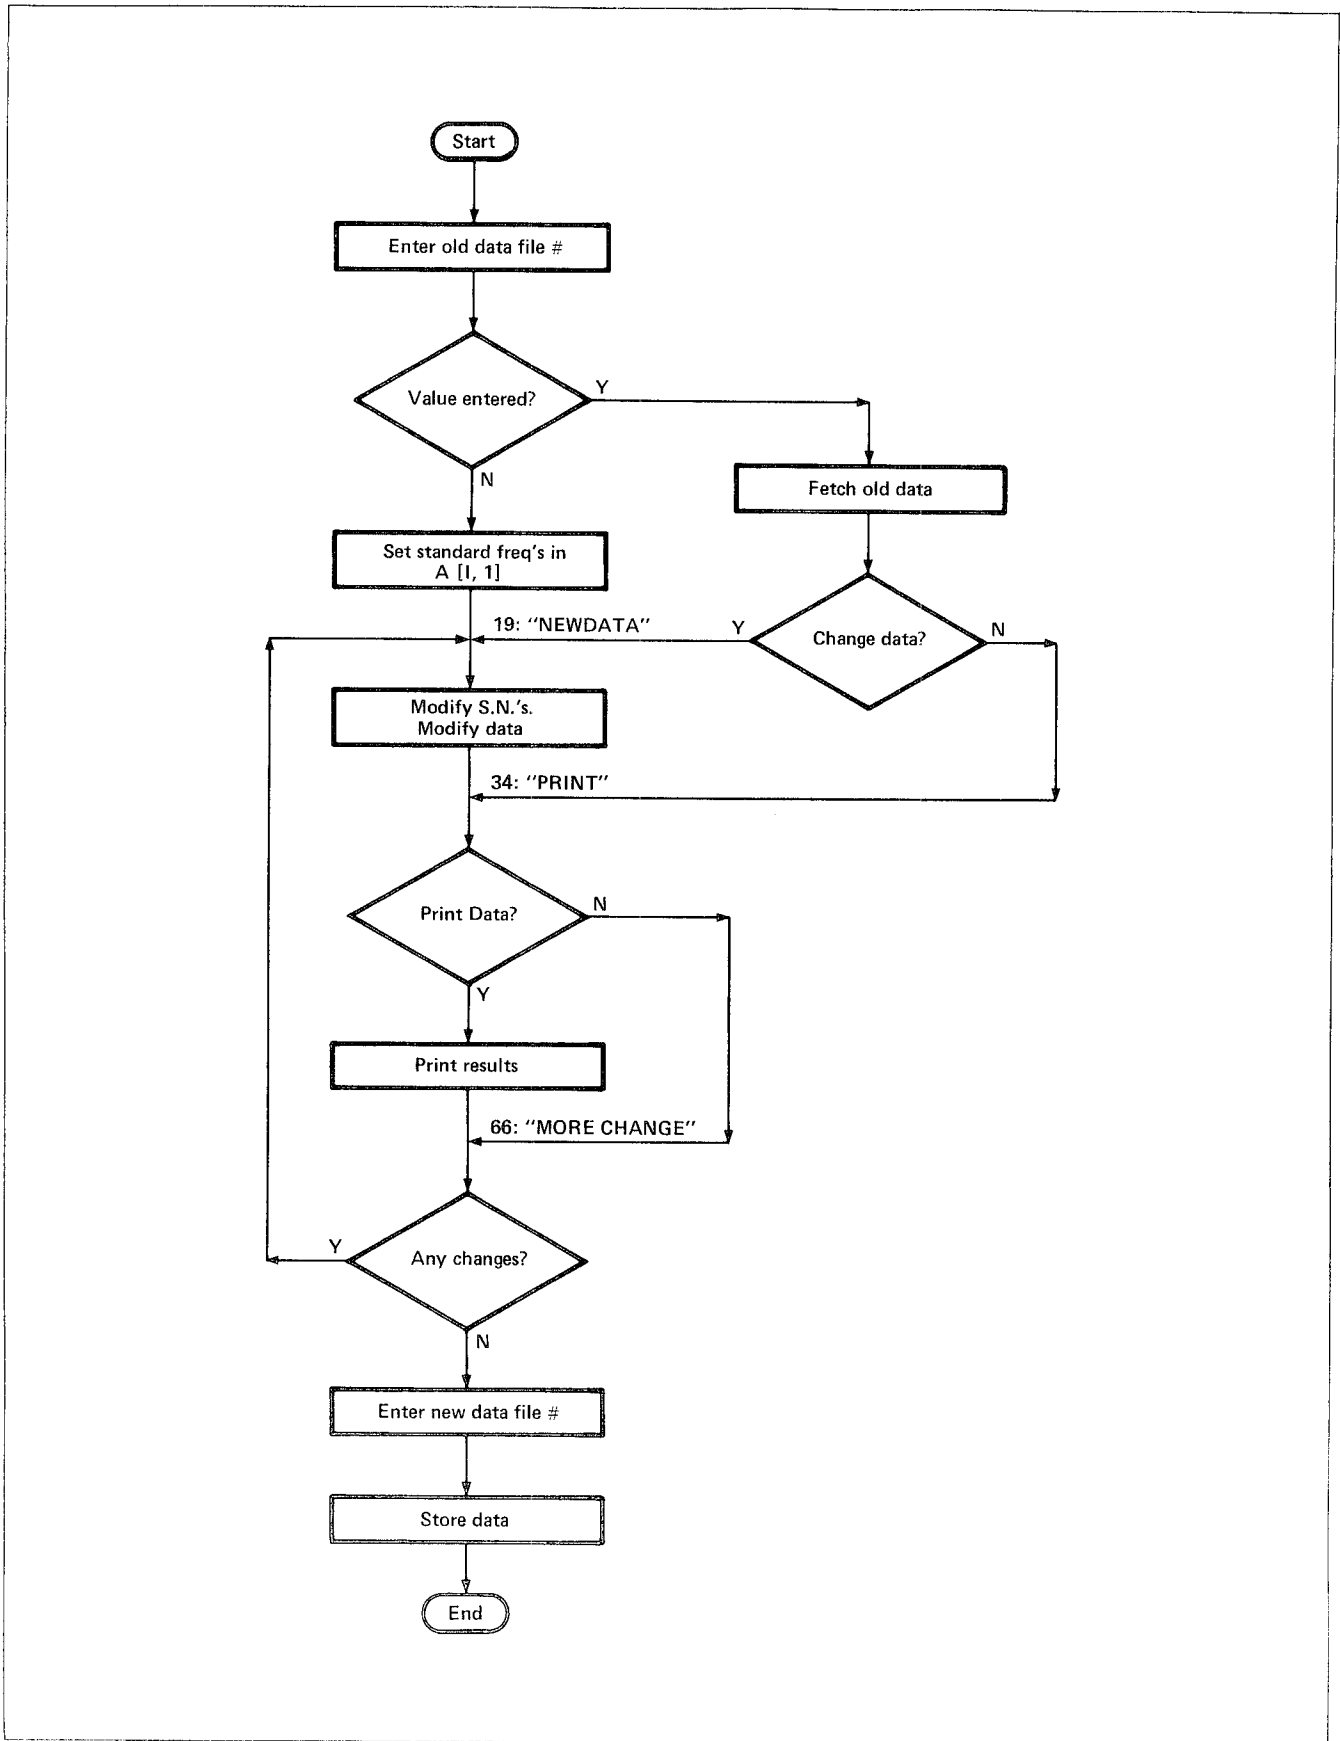 Start
Enter old data file #
Value entered?
Y
N
Fetch old data
Set standard freq's in
A [I, 1]
19: "NEWDATA"
Y
Change data?
N
Modify S.N.'s.
Modify data
34: "PRINT"
Print Data?
N
Y
Print results
66: "MORE CHANGE"
Y
Any changes?
N
Enter new data file #
Store data
End